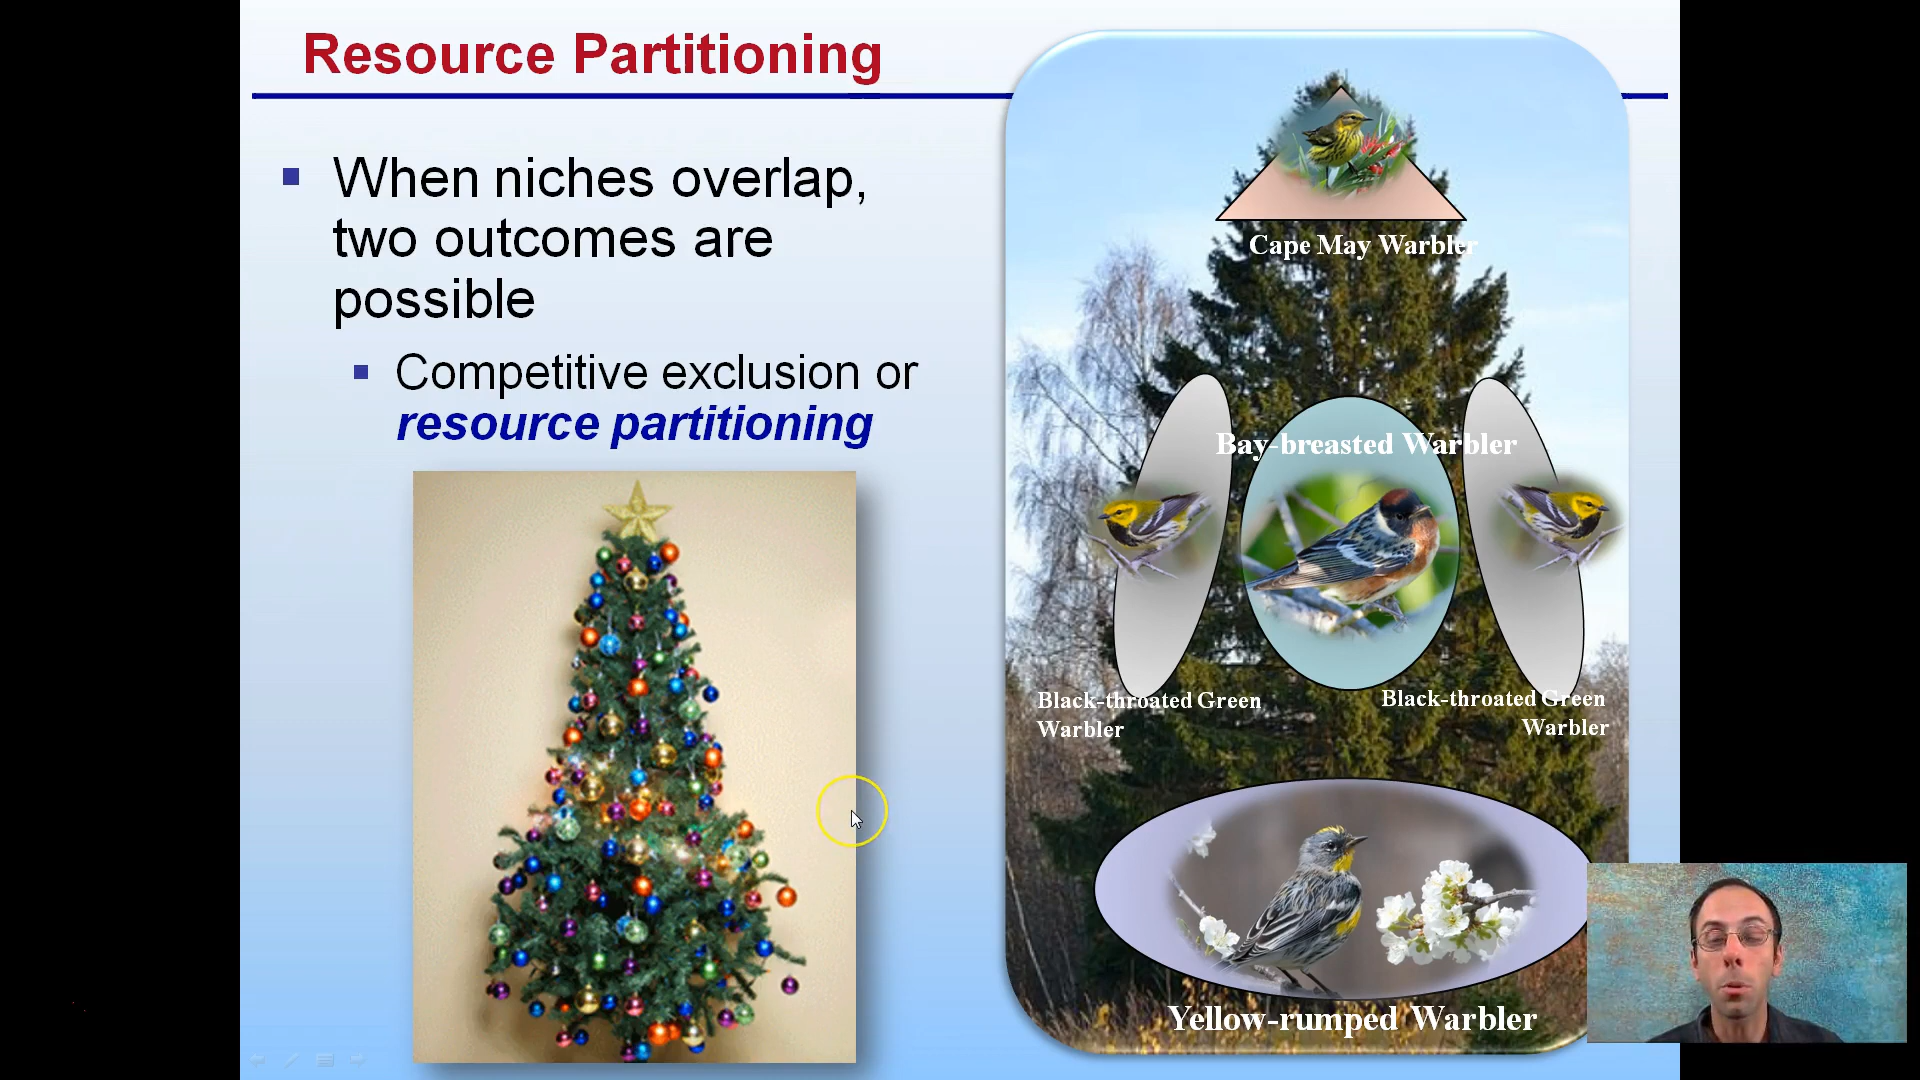 Resource Partitioning
When niches overlap,
two outcomes are
possible
Competitive exclusion or
resource partitioning
Cape May Warbler
Bay-breasted Warbler
Black-throated Green
Warbler
Black-throated Green
Warbler
Yellow-rumped Warbler